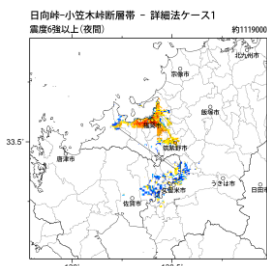 日向峠-小笠木峠断層帯 - 詳細法ケース1
震度6強以上(夜間)
約1119000
北九州市
宗像市
飯塚市
福岡市
33.5˚
筑紫野市
唐津市
久留米市
うきは市
日田市
佐賀市